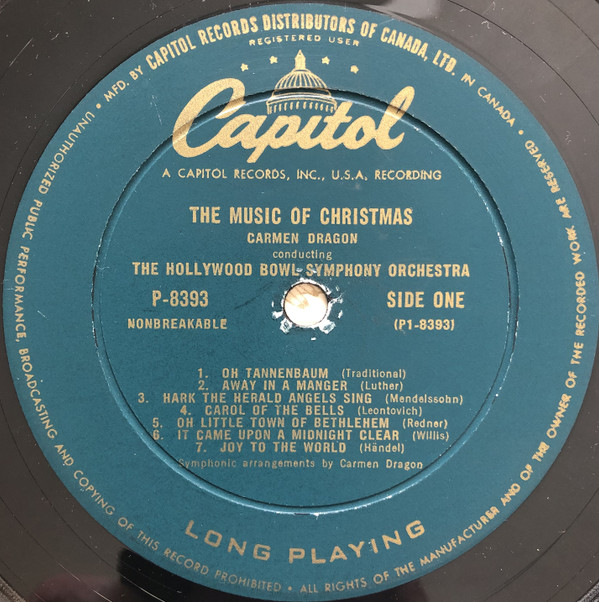 • MFD. BY CAPITOL RECORDS DISTRIBUTORS OF CANADA, LTD. IN CANADA •
REGISTERED USER
Capitol
A CAPITOL RECORDS, INC., U.S.A., RECORDING
THE MUSIC OF CHRISTMAS
CARMEN DRAGON
conducting
THE HOLLYWOOD BOWL SYMPHONY ORCHESTRA
P-8393 SIDE ONE
NONBREAKABLE (P1-8393)
1. OH TANNENBAUM (Traditional)
2. AWAY IN A MANGER (Luther)
3. HARK THE HERALD ANGELS SING (Mendelssohn)
4. CAROL OF THE BELLS (Leontovich)
5. OH LITTLE TOWN OF BETHLEHEM (Redner)
6. IT CAME UPON A MIDNIGHT CLEAR (Willis)
7. JOY TO THE WORLD (Händel)
Symphonic arrangements by Carmen Dragon
LONG PLAYING
UNAUTHORIZED PUBLIC PERFORMANCE, BROADCASTING AND COPYING OF THIS RECORD PROHIBITED • ALL RIGHTS OF THE MANUFACTURER AND OF THE OWNER OF THE RECORDED WORK ARE RESERVED